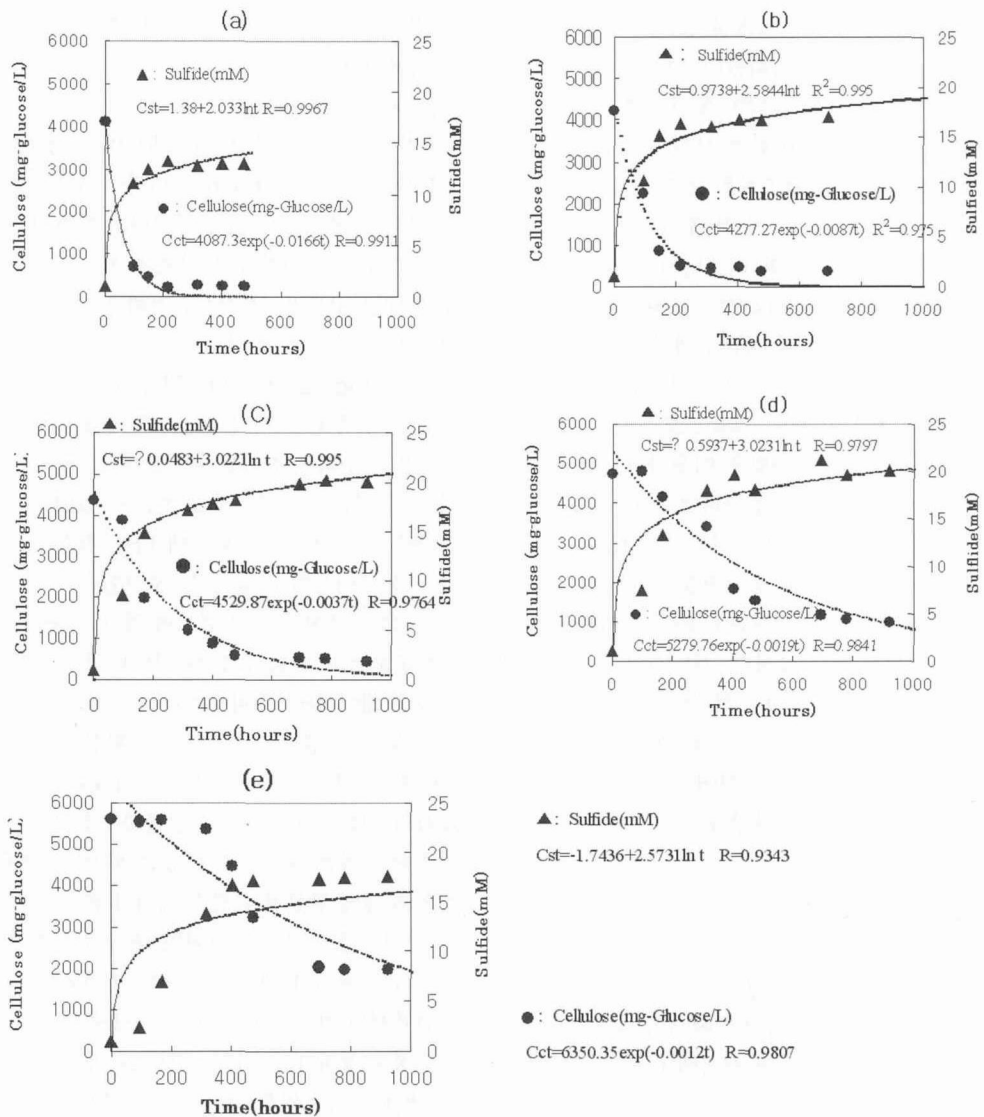 (a)
6000
5000
4000
3000
2000
1000
0
25
20
15
10
5
0
Cellulose (mg-glucose/L)
Sulfide(mM)
▲: Sulfide(mM)
Cst=1.38+2.033lnt R=0.9967
●: Cellulose(mg-Glucose/L)
Cct=4087.3exp(-0.0166t) R=0.9911
0 200 400 600 800 1000
Time(hours)
(b)
6000
5000
4000
3000
2000
1000
0
25
20
15
10
5
0
Cellulose (mg-glucose/L)
Sulfied(mM)
▲: Sulfide(mM)
Cst=0.9738+2.5844lnt R²=0.995
●: Cellulose(mg-Glucose/L)
Cct=4277.27exp(-0.0087t) R²=0.975
0 200 400 600 800 1000
Time(hours)
(C)
6000
5000
4000
3000
2000
1000
0
25
20
15
10
5
0
Cellulose (mg-glucose/L)
Sulfide(mM)
▲: Sulfide(mM)
Cst=? 0.0483+3.0221ln t R=0.995
●: Cellulose(mg-Glucose/L)
Cct=4529.87exp(-0.0037t) R=0.9764
0 200 400 600 800 1000
Time(hours)
(d)
6000
5000
4000
3000
2000
1000
0
25
20
15
10
5
0
Cellulose (mg-glucose/L)
Sulfide(mM)
▲: Sulfide(mM)
Cst=? 0.5937+3.0231ln t R=0.9797
●: Cellulose(mg-Glucose/L)
Cct=5279.76exp(-0.0019t) R=0.9841
0 200 400 600 800 1000
Time(hours)
(e)
6000
5000
4000
3000
2000
1000
0
25
20
15
10
5
0
Cellulose (mg-glucose/L)
Sulfide(mM)
0 200 400 600 800 1000
Time(hours)
▲: Sulfide(mM)
Cst=-1.7436+2.5731ln t R=0.9343
●: Cellulose(mg-Glucose/L)
Cct=6350.35exp(-0.0012t) R=0.9807